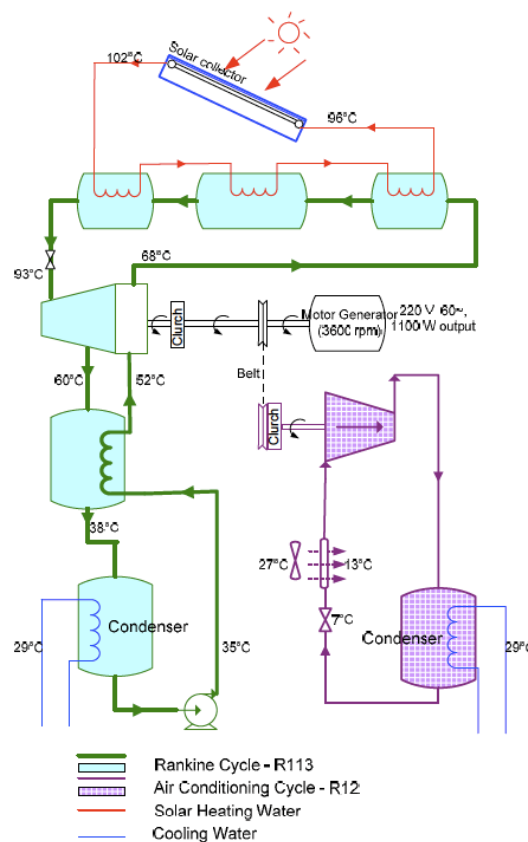 Solar collector
102°C
96°C
68°C
93°C
Clurch
Motor Generator
(3600 rpm)
220 V 60~,
1100 W output
60°C
52°C
Belt
Clurch
38°C
27°C
13°C
7°C
Condenser
29°C
35°C
Condenser
29°C
Rankine Cycle - R113
Air Conditioning Cycle - R12
Solar Heating Water
Cooling Water